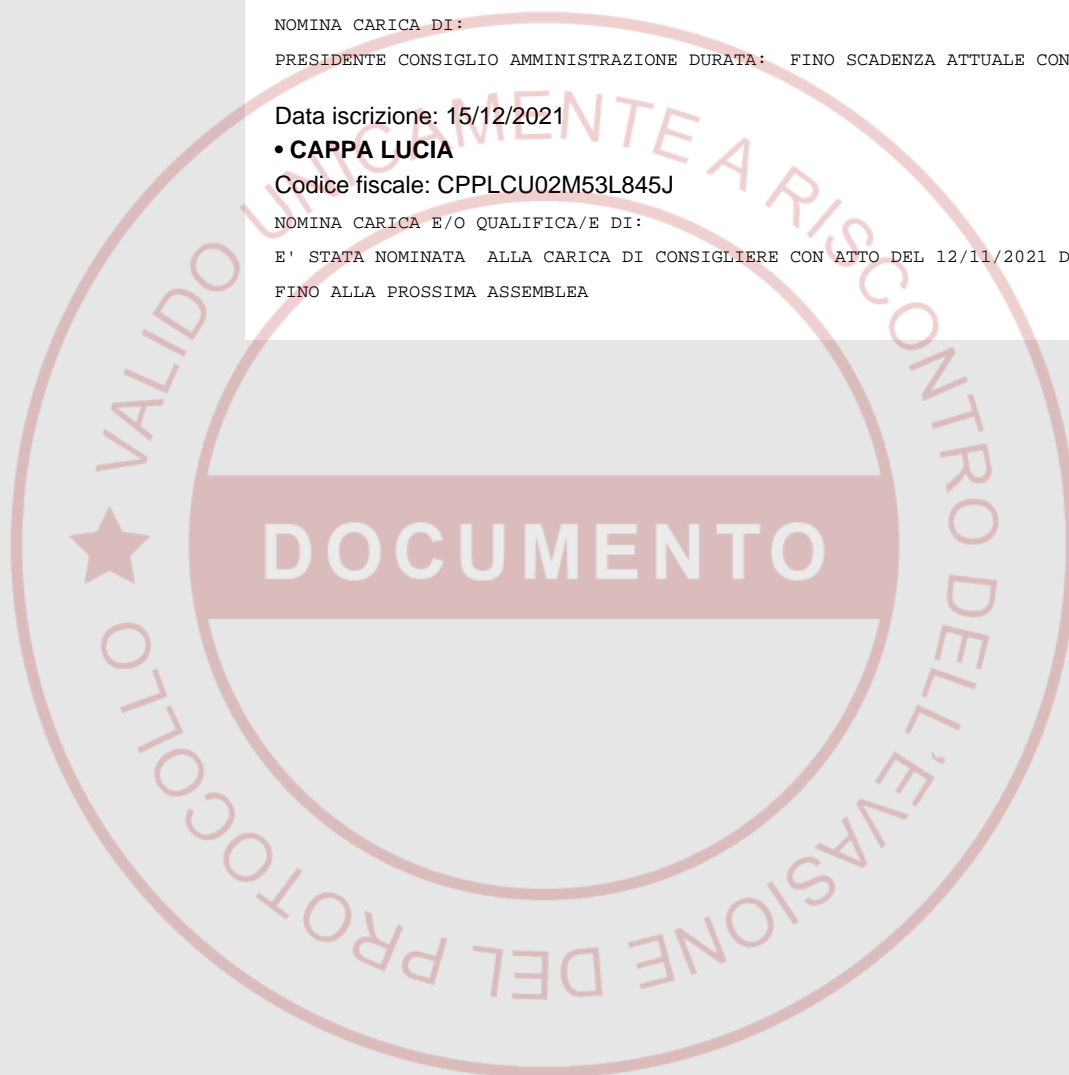 NOMINA CARICA DI:
PRESIDENTE CONSIGLIO AMMINISTRAZIONE DURATA: FINO SCADENZA ATTUALE CON
Data iscrizione: 15/12/2021
• CAPPA LUCIA
Codice fiscale: CPPLCU02M53L845J
NOMINA CARICA E/O QUALIFICA/E DI:
E' STATA NOMINATA ALLA CARICA DI CONSIGLIERE CON ATTO DEL 12/11/2021 D
FINO ALLA PROSSIMA ASSEMBLEA
VALIDO UNICAMENTE A RISCONTRO DELL'EVASIONE DEL PROTOCOLLO
DOCUMENTO